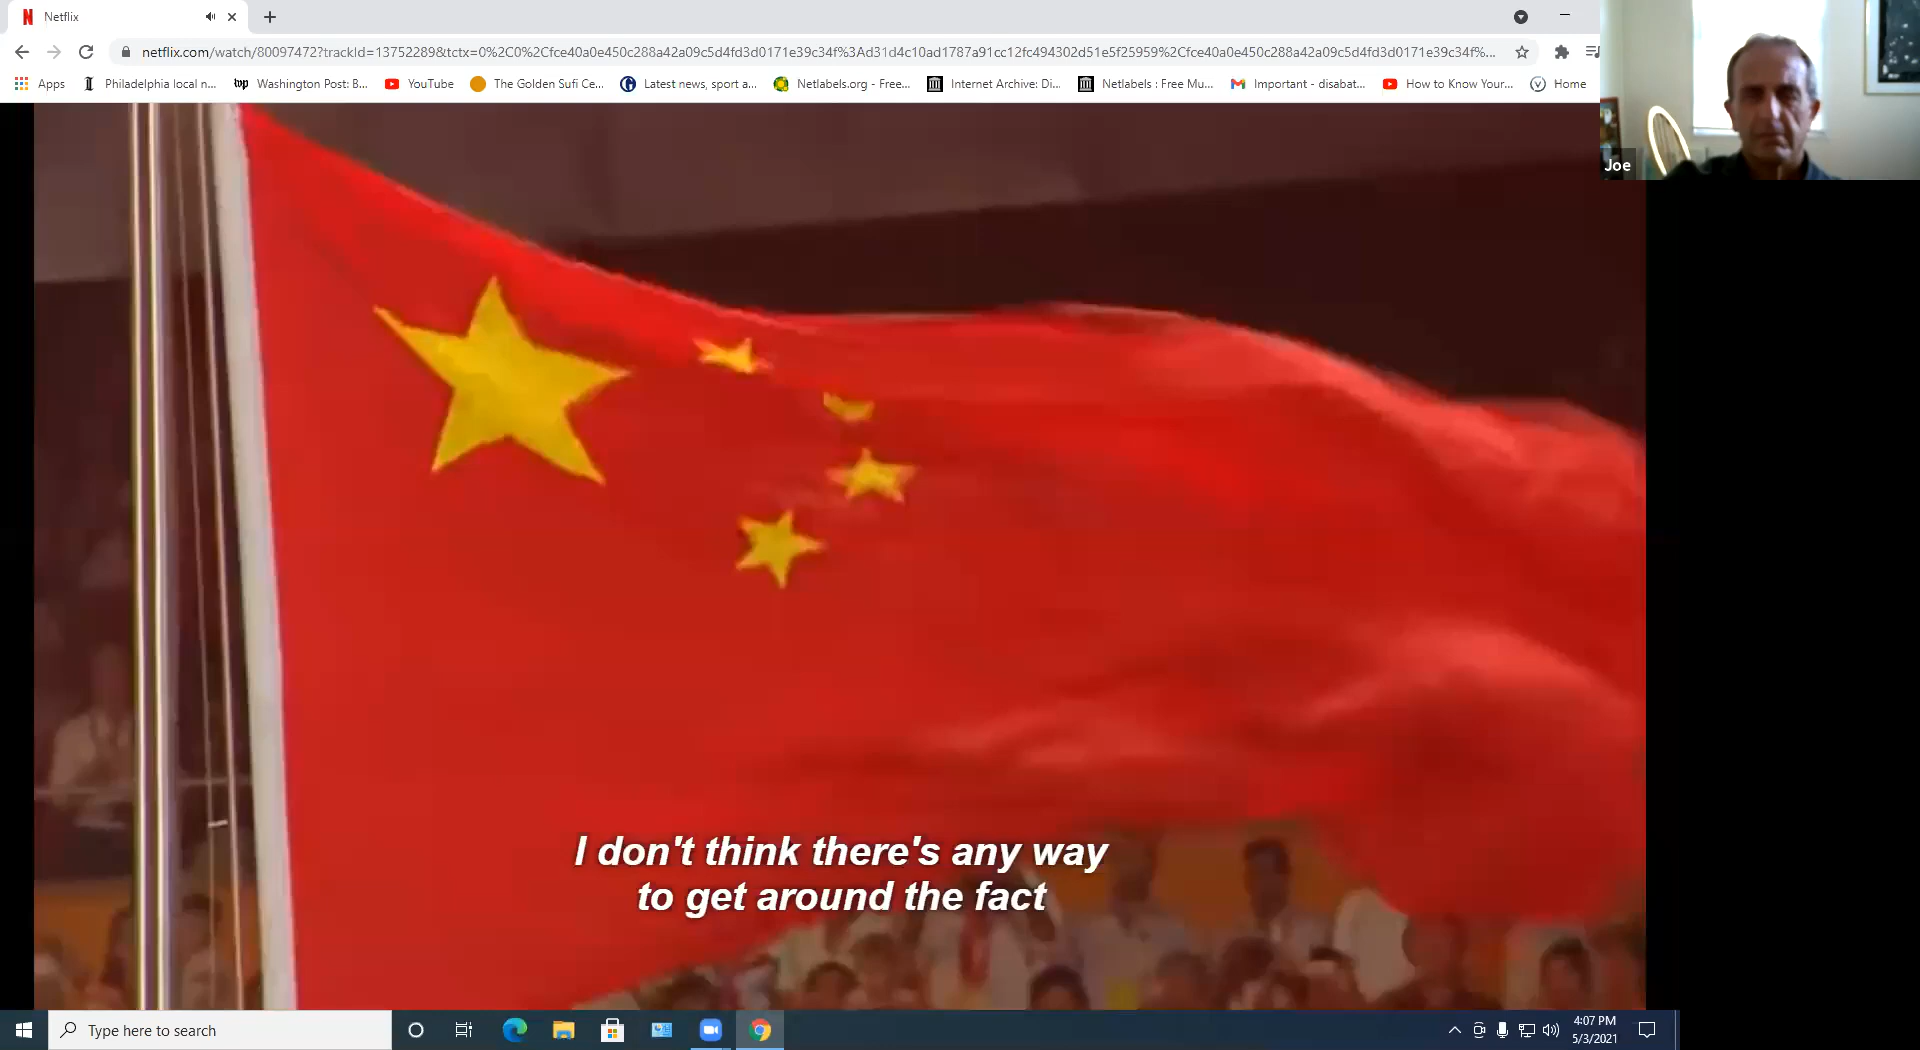 Netflix
netflix.com/watch/80097472?trackId=13752289&tctx=0%2C0%2Cfce40a0e450c288a42a09c5d4fd3d0171e39c34f%3Ad31d4c10ad1787a91cc12fc494302d51e5f25959%2Cfce40a0e450c288a42a09c5d4fd3d0171e39c34f%...
Apps
Philadelphia local n...
wp
Washington Post: B...
YouTube
The Golden Sufi Ce...
Latest news, sport a...
Netlabels.org - Free...
Internet Archive: Di...
Netlabels : Free Mu...
Important - disabat...
How to Know Your...
Home
Joe
I don't think there's any way
to get around the fact
Type here to search
4:07 PM
5/3/2021